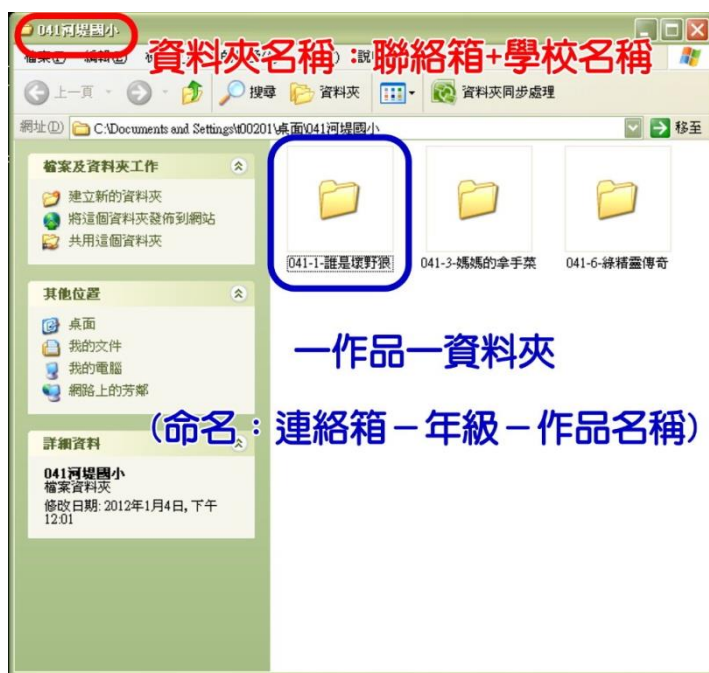 041河堤國小
資料夾名稱：聯絡箱+學校名稱
上一頁 搜尋 資料夾 資料夾同步處理
網址(D) C:\Documents and Settings\t00201\桌面\041河堤國小 移至
檔案及資料夾工作
建立新的資料夾
將這個資料夾發佈到網站
共用這個資料夾
041-1-誰是壞野狼 041-3-媽媽的拿手菜 041-6-綠精靈傳奇
其他位置
桌面
我的文件
我的電腦
網路上的芳鄰
一作品一資料夾
(命名：連絡箱－年級－作品名稱)
詳細資料
041河堤國小
檔案資料夾
修改日期: 2012年1月4日, 下午
12:01